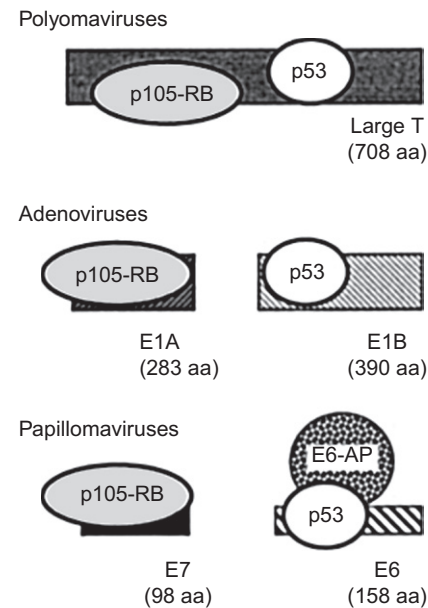 Polyomaviruses
p105-RB
p53
Large T
(708 aa)
Adenoviruses
p105-RB
p53
E1A
(283 aa)
E1B
(390 aa)
Papillomaviruses
E6-AP
p105-RB
p53
E7
(98 aa)
E6
(158 aa)